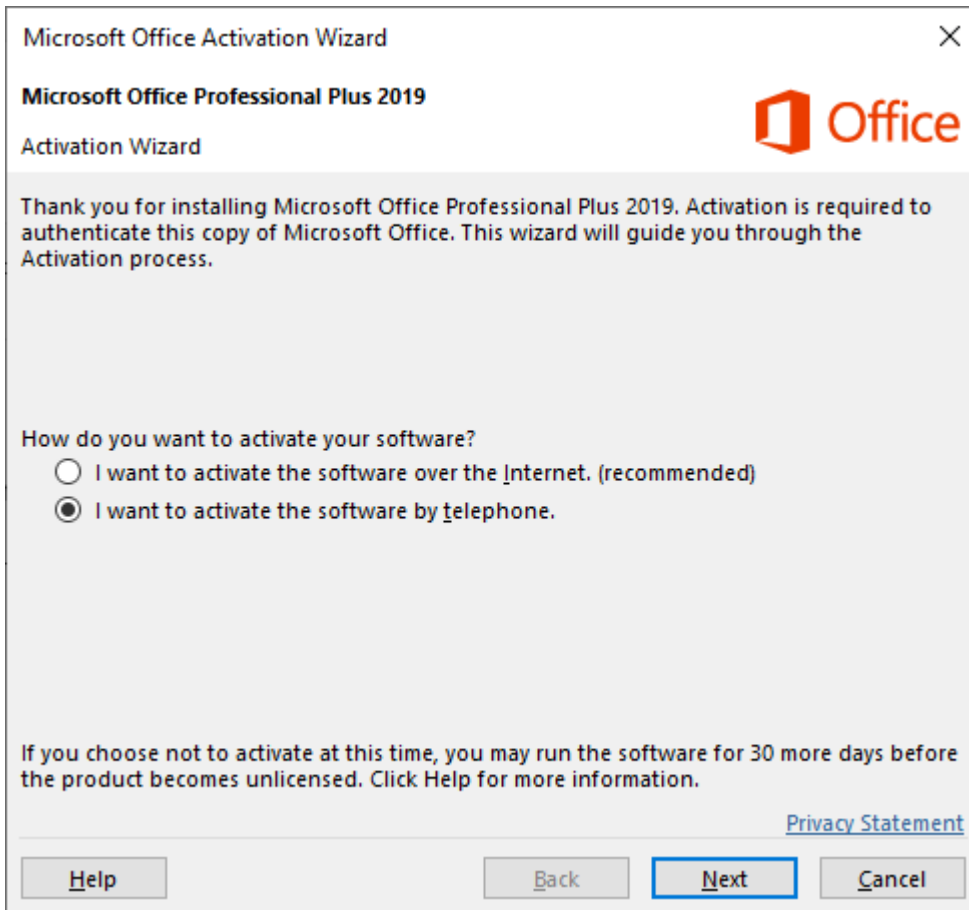 Microsoft Office Activation Wizard
Microsoft Office Professional Plus 2019
Office
Activation Wizard
Thank you for installing Microsoft Office Professional Plus 2019. Activation is required to
authenticate this copy of Microsoft Office. This wizard will guide you through the
Activation process.
How do you want to activate your software?
I want to activate the software over the Internet. (recommended)
I want to activate the software by telephone.
If you choose not to activate at this time, you may run the software for 30 more days before
the product becomes unlicensed. Click Help for more information.
Privacy Statement
Help
Back
Next
Cancel